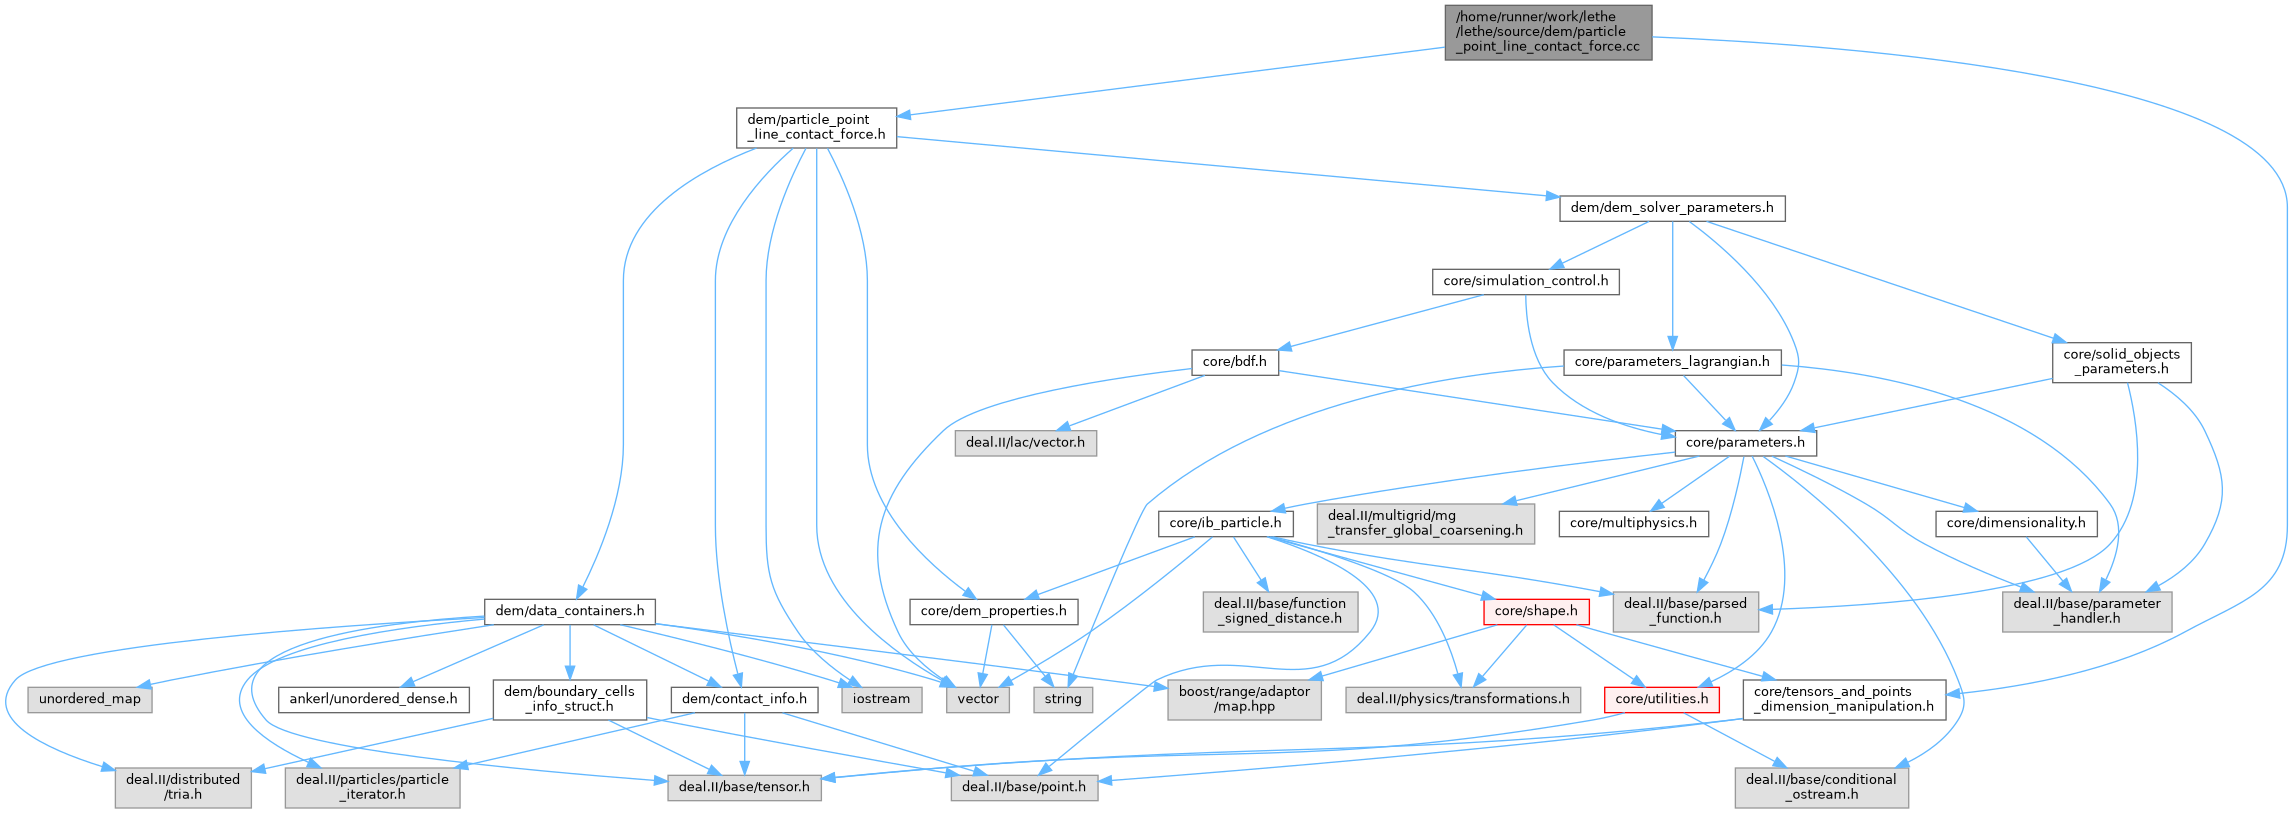 /home/runner/work/lethe
/lethe/source/dem/particle
_point_line_contact_force.cc
dem/particle_point
_line_contact_force.h
dem/dem_solver_parameters.h
core/simulation_control.h
core/bdf.h
core/parameters_lagrangian.h
core/solid_objects
_parameters.h
deal.II/lac/vector.h
core/parameters.h
core/ib_particle.h
deal.II/multigrid/mg
_transfer_global_coarsening.h
core/multiphysics.h
core/dimensionality.h
dem/data_containers.h
core/dem_properties.h
deal.II/base/function
_signed_distance.h
core/shape.h
deal.II/base/parsed
_function.h
deal.II/base/parameter
_handler.h
unordered_map
ankerl/unordered_dense.h
dem/boundary_cells
_info_struct.h
dem/contact_info.h
iostream
vector
string
boost/range/adaptor
/map.hpp
deal.II/physics/transformations.h
core/utilities.h
core/tensors_and_points
_dimension_manipulation.h
deal.II/distributed
/tria.h
deal.II/particles/particle
_iterator.h
deal.II/base/tensor.h
deal.II/base/point.h
deal.II/base/conditional
_ostream.h